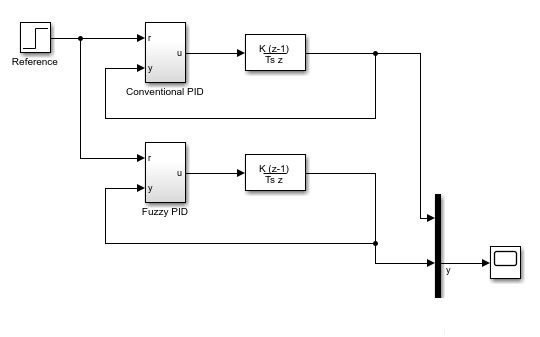 r
K (z-1)
u
Ts z
y
Reference
Conventional PID
r
K (z-1)
u
Ts z
y
Fuzzy PID
y